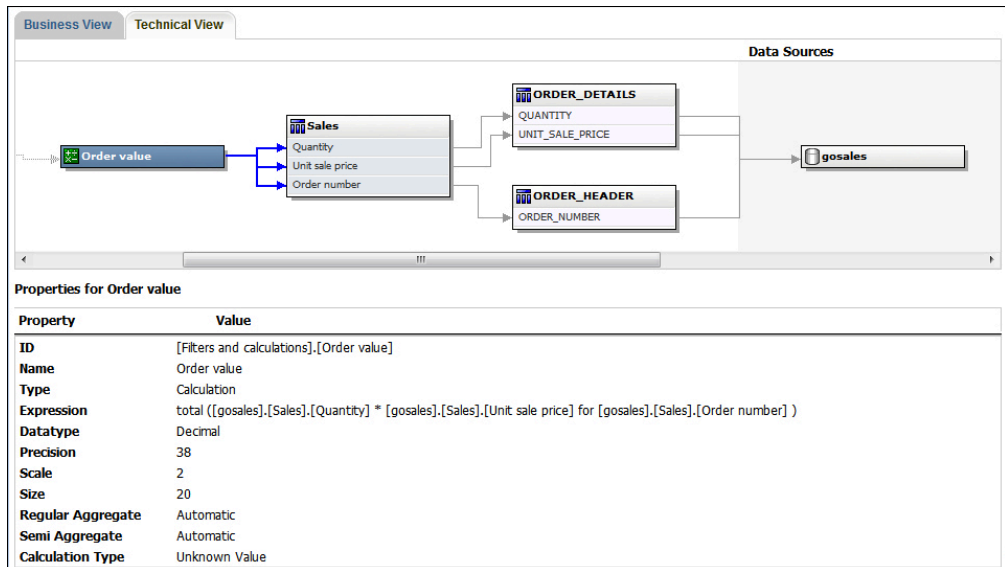 Business View
Technical View
Data Sources
Order value
Sales
Quantity
Unit sale price
Order number
ORDER_DETAILS
QUANTITY
UNIT_SALE_PRICE
ORDER_HEADER
ORDER_NUMBER
gosales
Properties for Order value
Property Value
ID [Filters and calculations].[Order value]
Name Order value
Type Calculation
Expression total ([gosales].[Sales].[Quantity] * [gosales].[Sales].[Unit sale price] for [gosales].[Sales].[Order number] )
Datatype Decimal
Precision 38
Scale 2
Size 20
Regular Aggregate Automatic
Semi Aggregate Automatic
Calculation Type Unknown Value